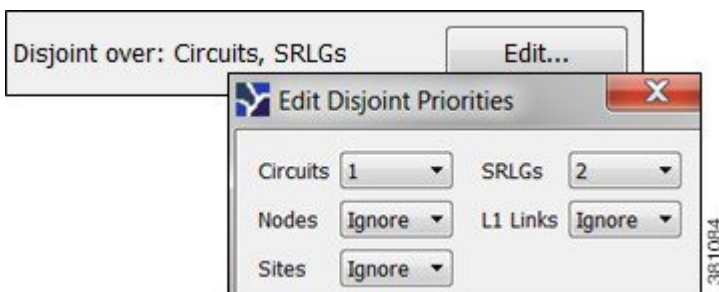 Disjoint over: Circuits, SRLGs Edit...
Edit Disjoint Priorities
Circuits 1 SRLGs 2
Nodes Ignore L1 Links Ignore
Sites Ignore
381084